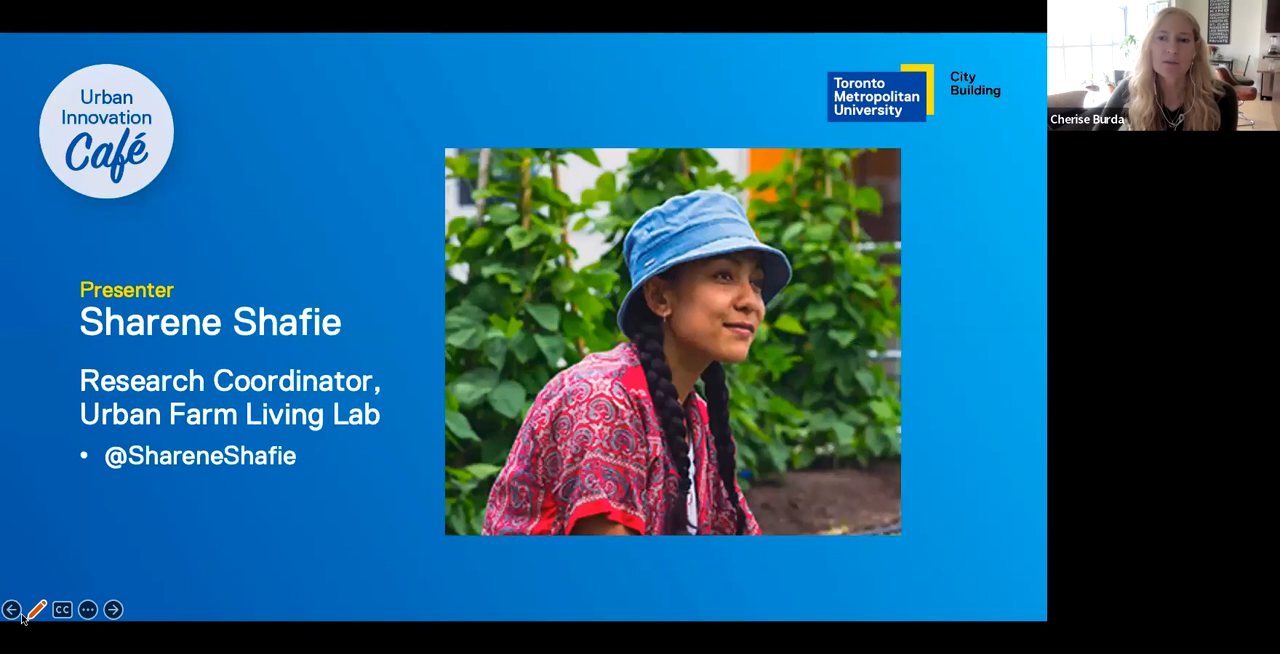 Urban
Innovation
Café
Toronto
Metropolitan
University
City
Building
Presenter
Sharene Shafie
Research Coordinator,
Urban Farm Living Lab
• @ShareneShafie
CC
Cherise Burda